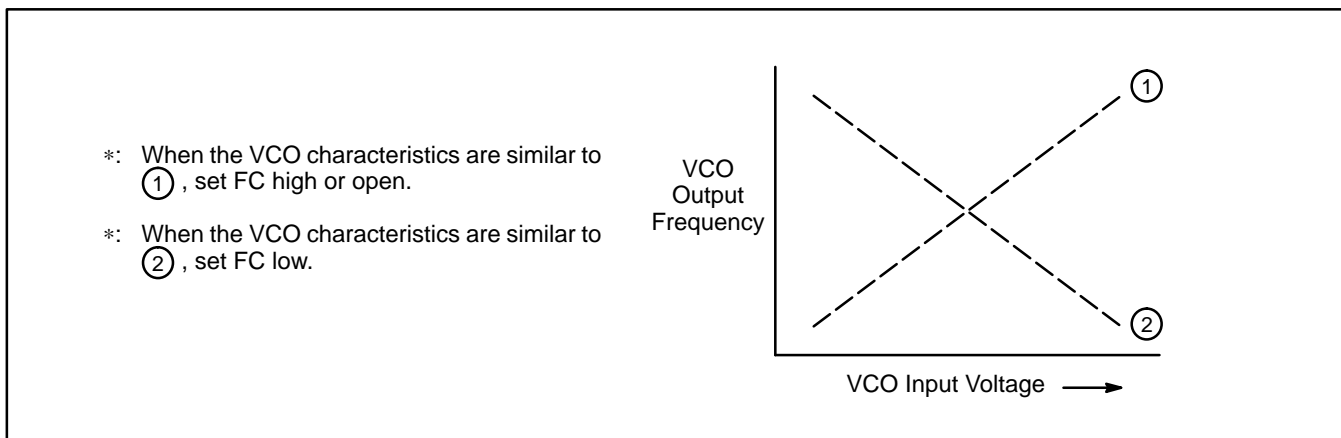 *: When the VCO characteristics are similar to
① , set FC high or open.
*: When the VCO characteristics are similar to
② , set FC low.
VCO
Output
Frequency
①
②
VCO Input Voltage